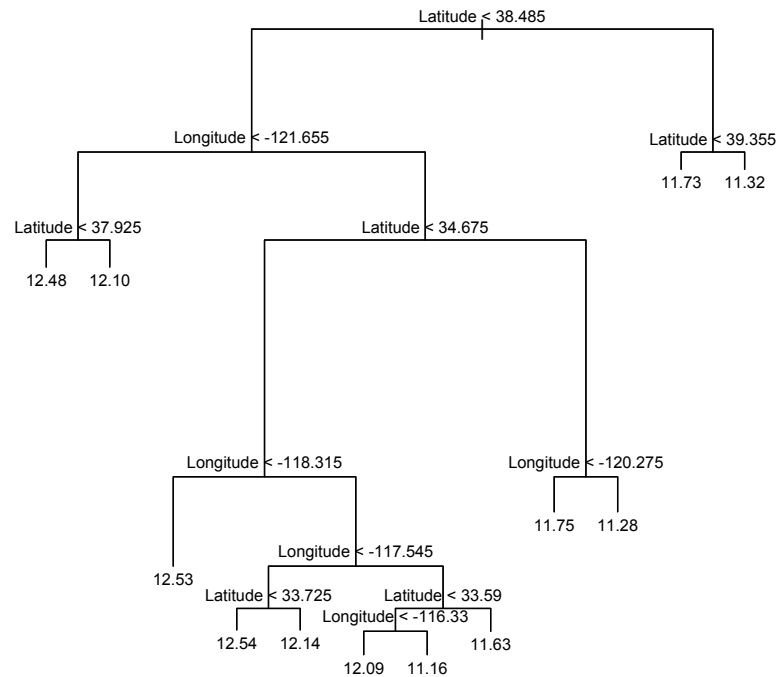 Latitude < 38.485
Longitude < -121.655
Latitude < 39.355
11.73 11.32
Latitude < 37.925
Latitude < 34.675
12.48 12.10
Longitude < -118.315
Longitude < -120.275
11.75 11.28
Longitude < -117.545
12.53
Latitude < 33.725
Latitude < 33.59
Longitude < -116.33
12.54 12.14
11.63
12.09 11.16